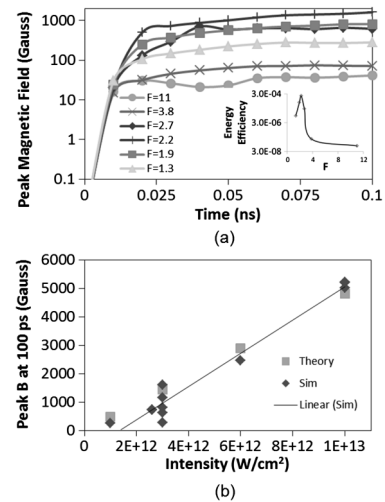 Peak Magnetic Field (Gauss)
1000
100
10
1
0.1
F=11
F=3.8
F=2.7
F=2.2
F=1.9
F=1.3
Energy
Efficiency
3.0E-04
3.0E-06
3.0E-08
0 4 8 12
F
0 0.025 0.05 0.075 0.1
Time (ns)
(a)
Peak B at 100 ps (Gauss)
6000
5000
4000
3000
2000
1000
0
Theory
Sim
Linear (Sim)
0 2E+12 4E+12 6E+12 8E+12 1E+13
Intensity (W/cm²)
(b)